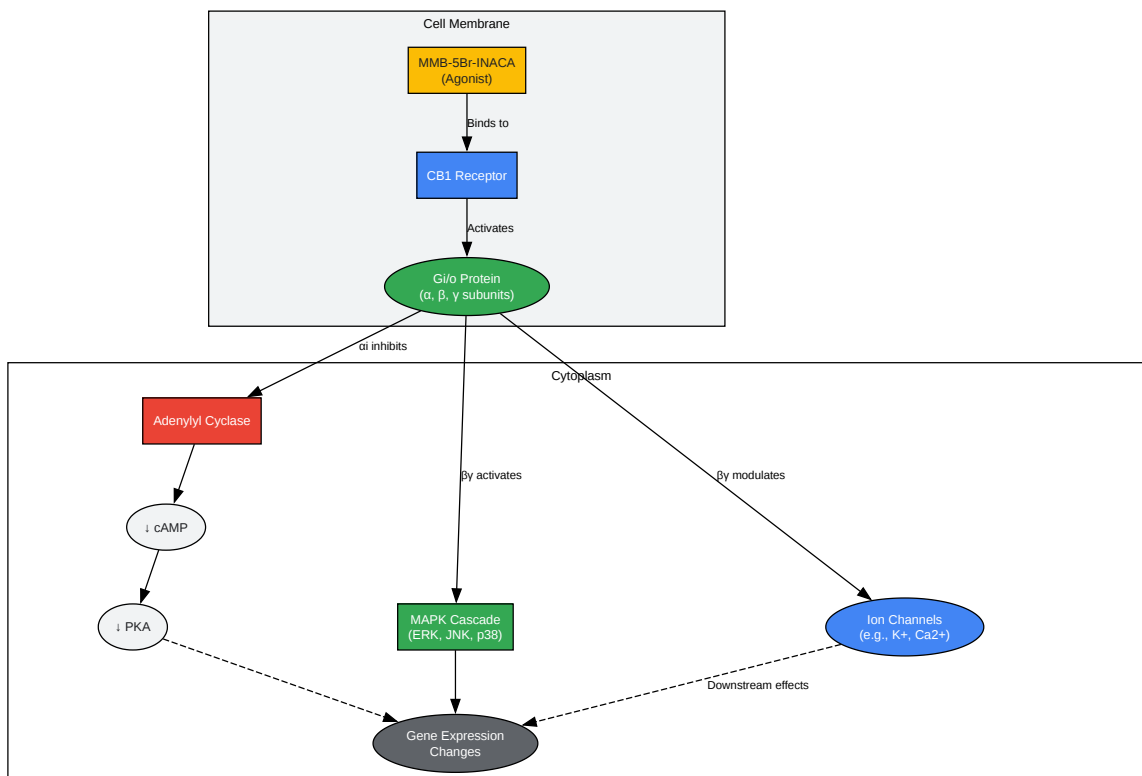 Cell Membrane
MMB-5Br-INACA
(Agonist)
Binds to
CB1 Receptor
Activates
Gi/o Protein
(α, β, γ subunits)
αi inhibits
Cytoplasm
Adenylyl Cyclase
βγ activates
βγ modulates
↓ cAMP
↓ PKA
MAPK Cascade
(ERK, JNK, p38)
Ion Channels
(e.g., K+, Ca2+)
Downstream effects
Gene Expression
Changes